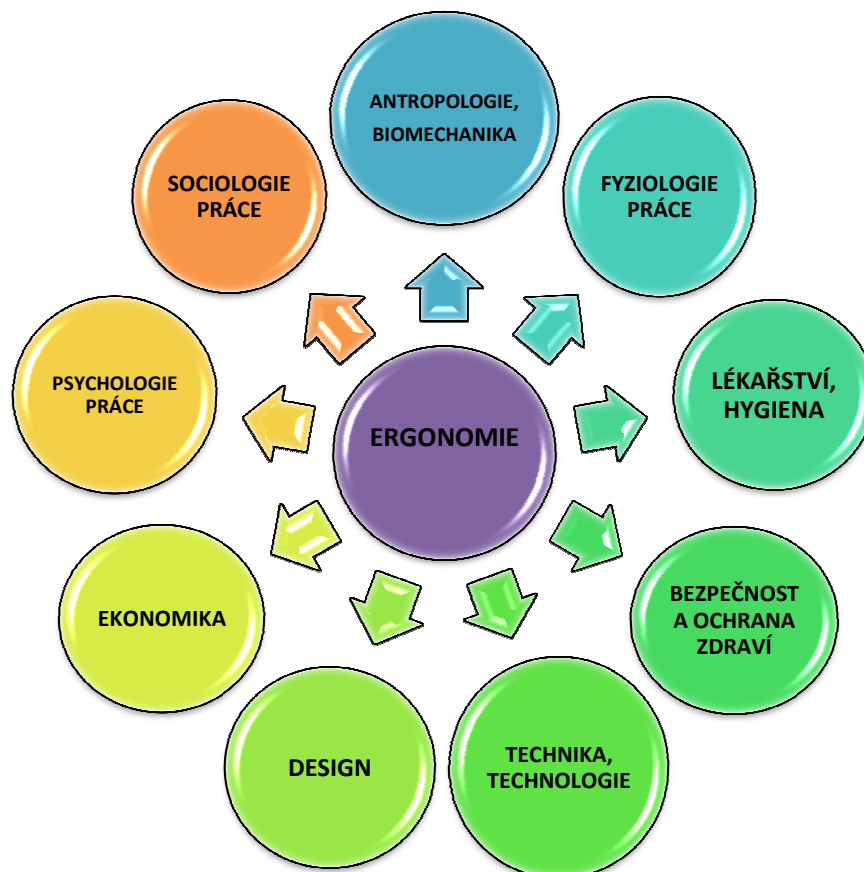 ANTROPOLOGIE,
BIOMECHANIKA
FYZIOLOGIE
PRÁCE
LÉKAŘSTVÍ,
HYGIENA
BEZPEČNOST
A OCHRANA
ZDRAVÍ
TECHNIKA,
TECHNOLOGIE
DESIGN
EKONOMIKA
PSYCHOLOGIE
PRÁCE
SOCIOLOGIE
PRÁCE
ERGONOMIE